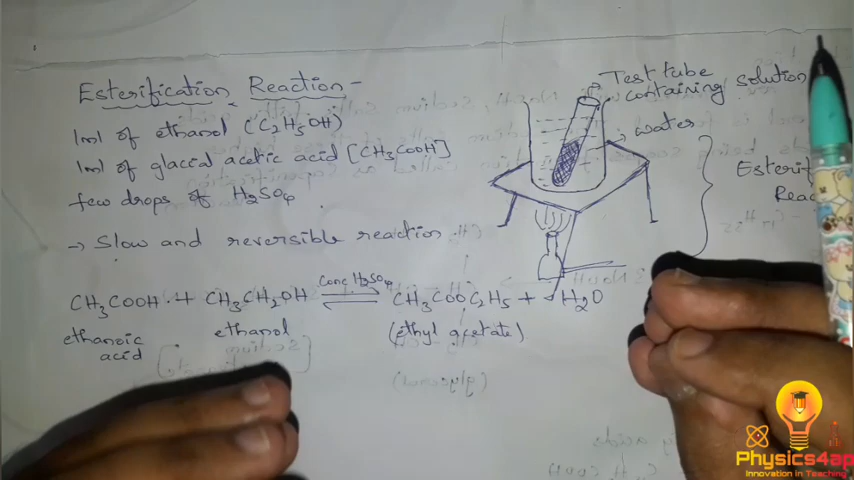 Esterification Reaction -
1ml of ethanol (C2H5OH)
1ml of glacial acetic acid [CH3COOH]
few drops of H2SO4.
→ Slow and reversible reaction
Test tube
containing solution
water
Esterif
Reac
CH3COOH + CH3CH2OH Conc H2SO4 ⇌ CH3COOC2H5 + H2O
ethanoic acid
ethanol
(ethyl acetate)
Physics4ap
Innovation in Teaching